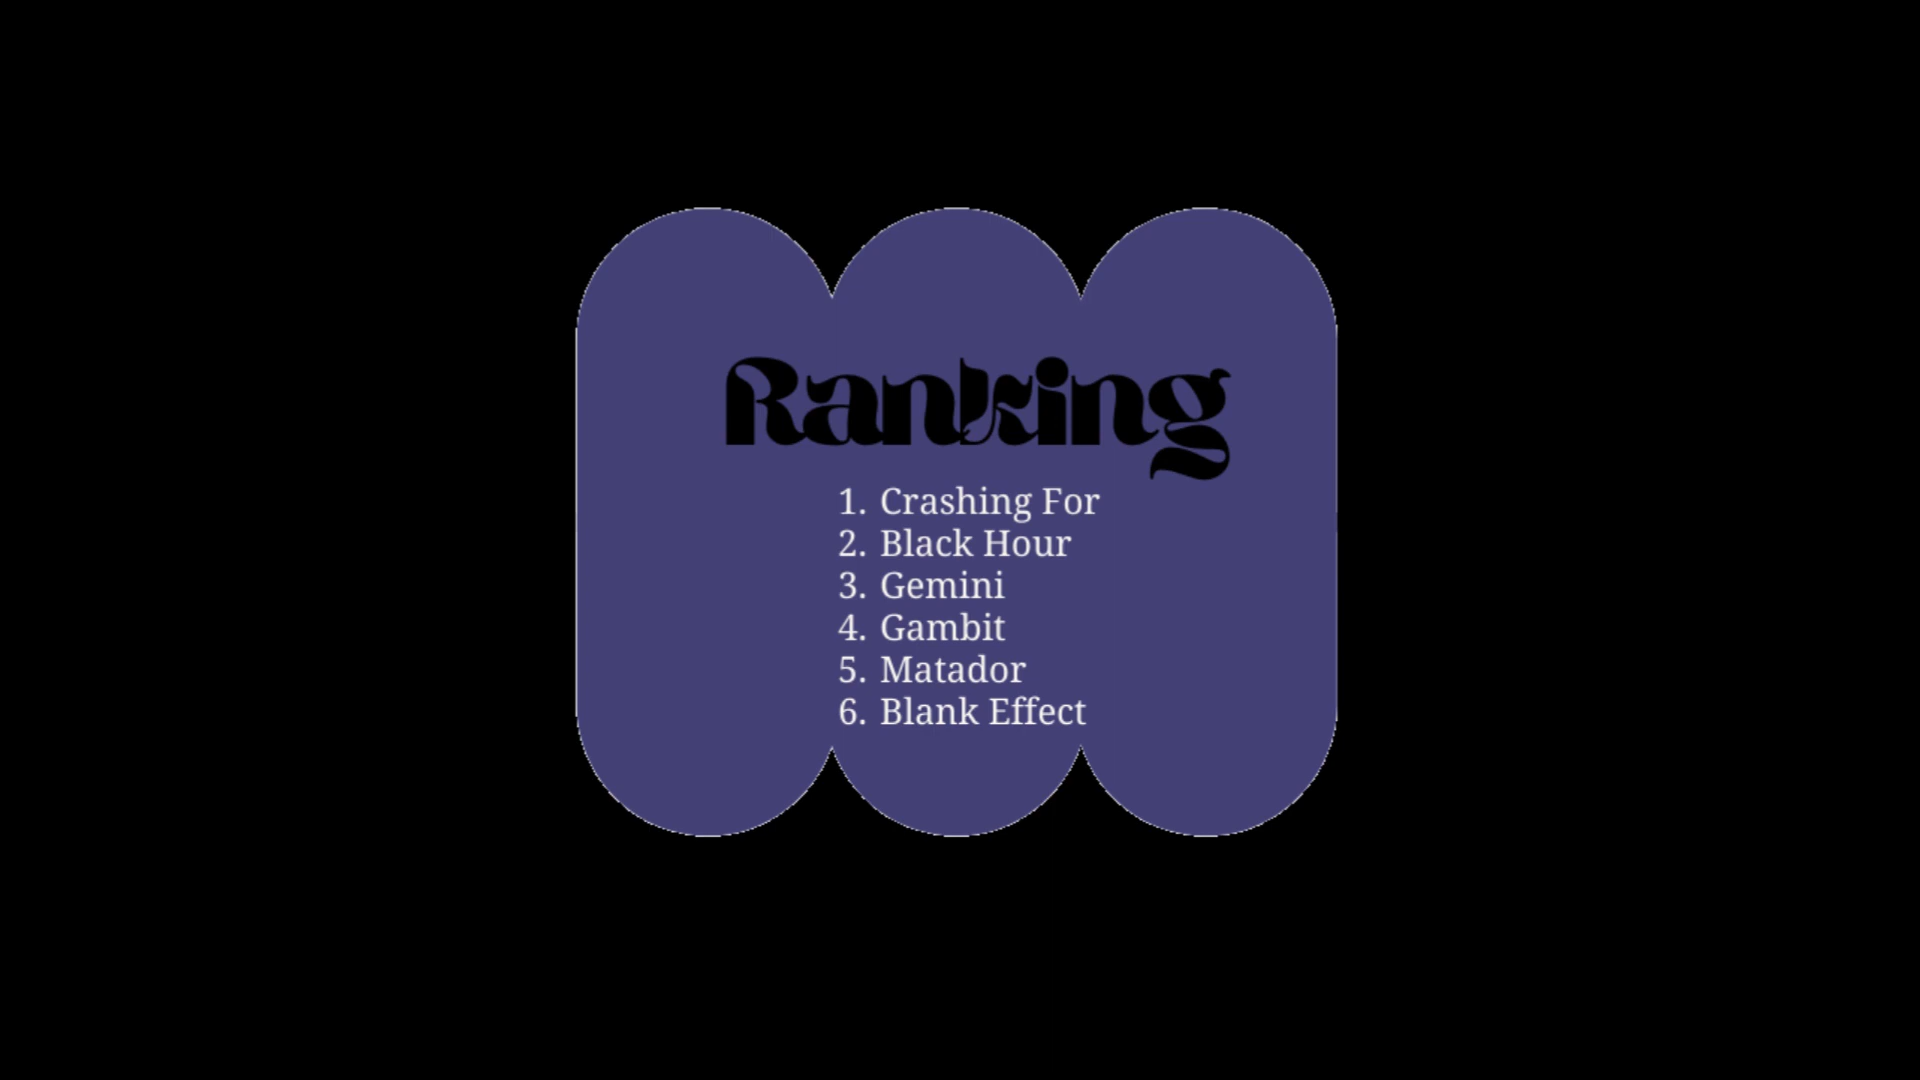 Ranking
1. Crashing For
2. Black Hour
3. Gemini
4. Gambit
5. Matador
6. Blank Effect